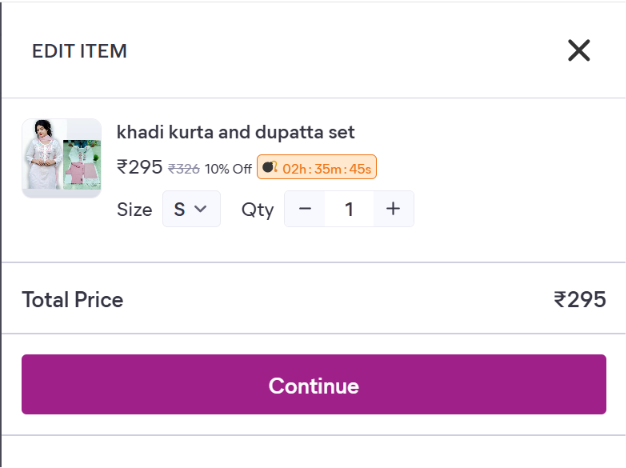 EDIT ITEM
khadi kurta and dupatta set
₹295 ₹326 10% Off 02h : 35m : 45s
Size S Qty − 1 +
Total Price ₹295
Continue